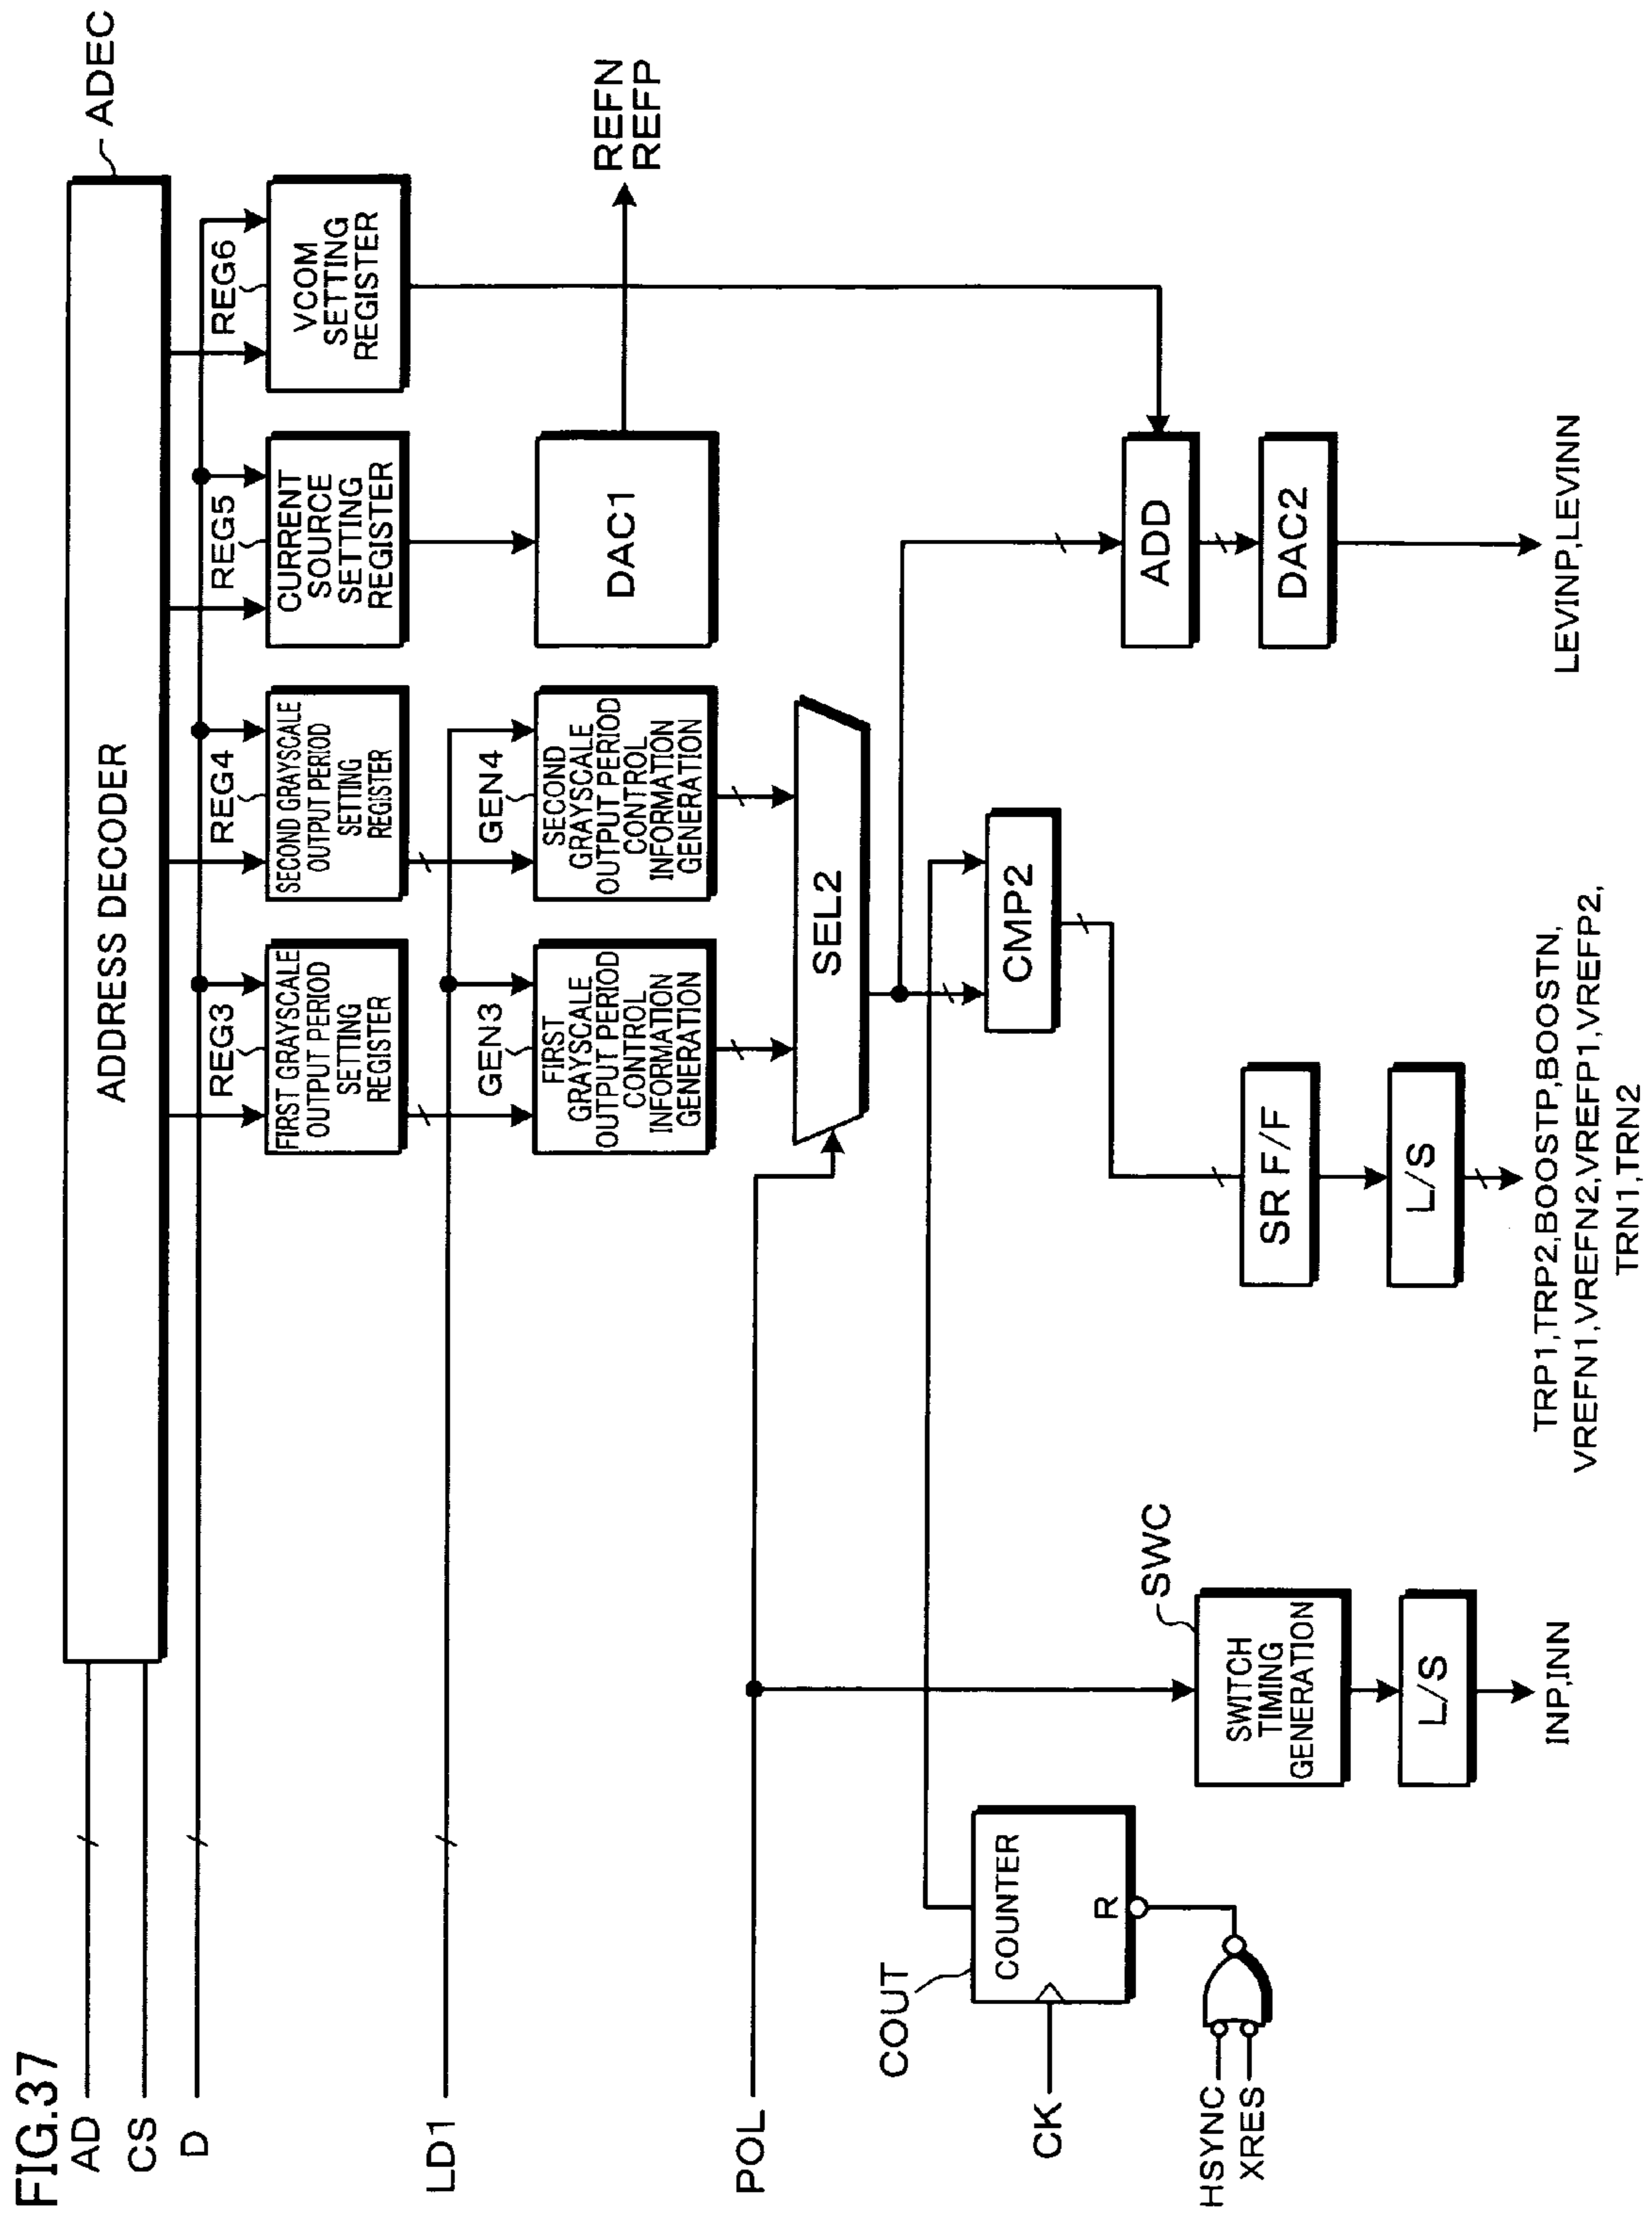 FIG.37
AD
CS
D
LD1
POL
CK
HSYNC
XRES
ADDRESS DECODER
ADEC
REG3
FIRST GRAYSCALE
OUTPUT PERIOD
SETTING
REGISTER
REG4
SECOND GRAYSCALE
OUTPUT PERIOD
SETTING
REGISTER
REG5
CURRENT
SOURCE
SETTING
REGISTER
REG6
VCOM
SETTING
REGISTER
GEN3
FIRST
GRAYSCALE
OUTPUT PERIOD
CONTROL
INFORMATION
GENERATION
GEN4
SECOND
GRAYSCALE
OUTPUT PERIOD
CONTROL
INFORMATION
GENERATION
DAC1
REFN
REFP
SEL2
COUT
COUNTER
R
CMP2
ADD
DAC2
SWC
SWITCH
TIMING
GENERATION
L/S
SR F/F
L/S
INP,INN
TRP1,TRP2,BOOSTP,BOOSTN,
VREFN1,VREFN2,VREFP1,VREFP2,
TRN1,TRN2
LEVINP,LEVINN